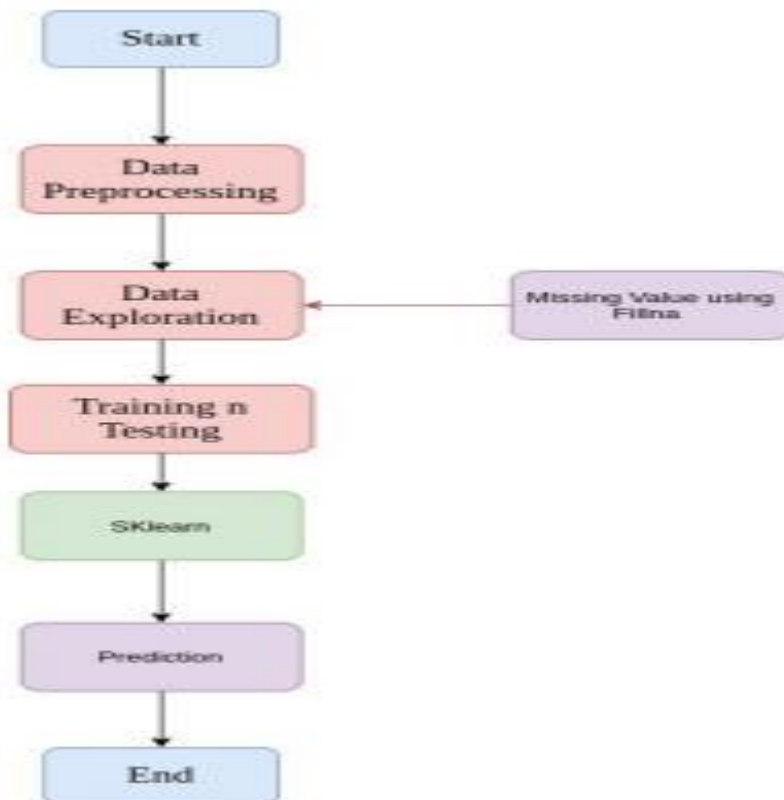 Start
Data
Preprocessing
Data
Exploration
Missing Value using
Fillna
Training n
Testing
SKlearn
Prediction
End